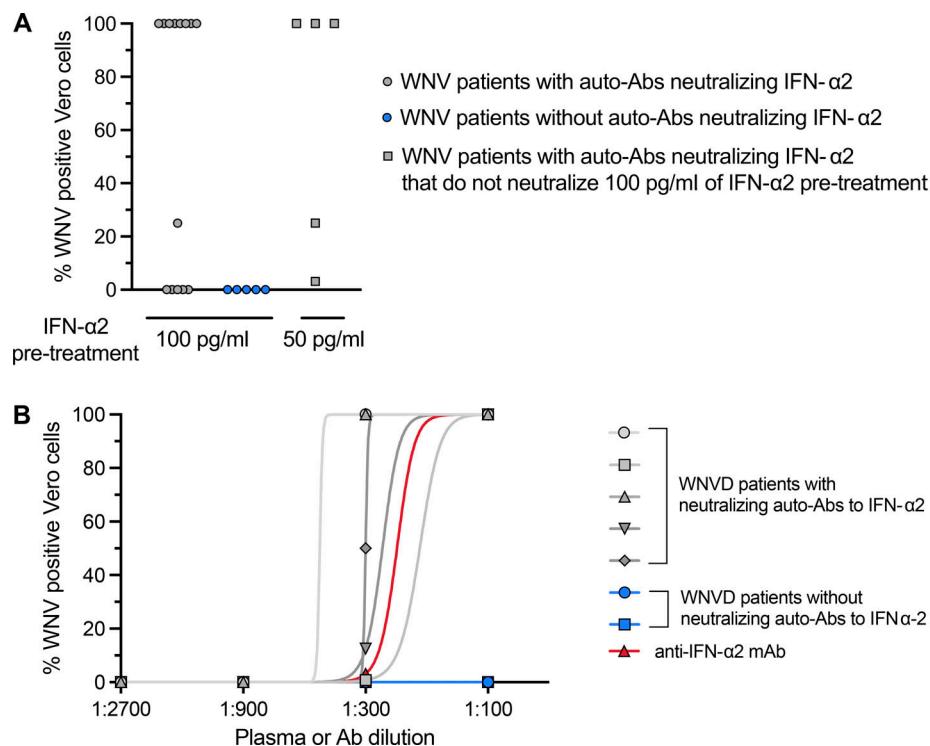 A
% WNV positive Vero cells
100
80
60
40
20
0
IFN-α2
pre-treatment
100 pg/ml
50 pg/ml
WNV patients with auto-Abs neutralizing IFN- α2
WNV patients without auto-Abs neutralizing IFN- α2
WNV patients with auto-Abs neutralizing IFN- α2
that do not neutralize 100 pg/ml of IFN-α2 pre-treatment
B
% WNV positive Vero cells
100
80
60
40
20
0
1:2700
1:900
1:300
1:100
Plasma or Ab dilution
WNVD patients with
neutralizing auto-Abs to IFN- α2
WNVD patients without
neutralizing auto-Abs to IFN α-2
anti-IFN-α2 mAb